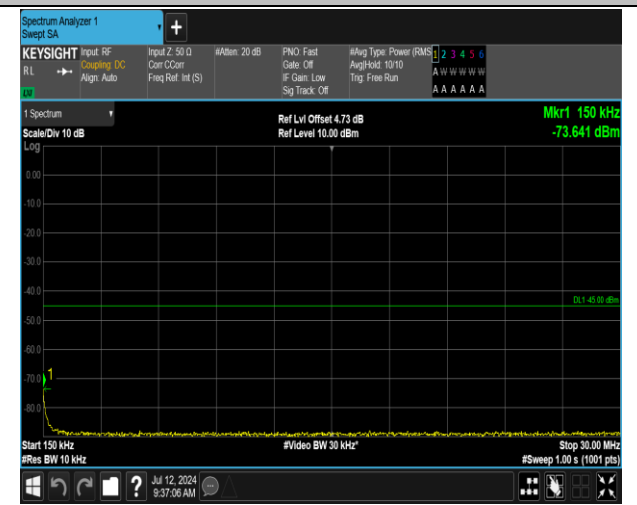 Spectrum Analyzer 1
Swept SA
+
KEYSIGHT
RL
Input: RF
Coupling: DC
Align: Auto
Input Z: 50 Ω
Corr CCorr
Freq Ref: Int (S)
#Atten: 20 dB
PNO: Fast
Gate: Off
IF Gain: Low
Sig Track: Off
#Avg Type: Power (RMS
Avg|Hold: 10/10
Trig: Free Run
1 2 3 4 5 6
A W W W W W
A A A A A A
1 Spectrum
Scale/Div 10 dB
Ref Lvl Offset 4.73 dB
Ref Level 10.00 dBm
Mkr1 150 kHz
-73.641 dBm
Log
0.00
-10.0
-20.0
-30.0
-40.0
DL1 -45.00 dBm
-50.0
-60.0
-70.0
1
-80.0
Start 150 kHz
#Res BW 10 kHz
#Video BW 30 kHz*
Stop 30.00 MHz
#Sweep 1.00 s (1001 pts)
?
Jul 12, 2024
9:37:06 AM